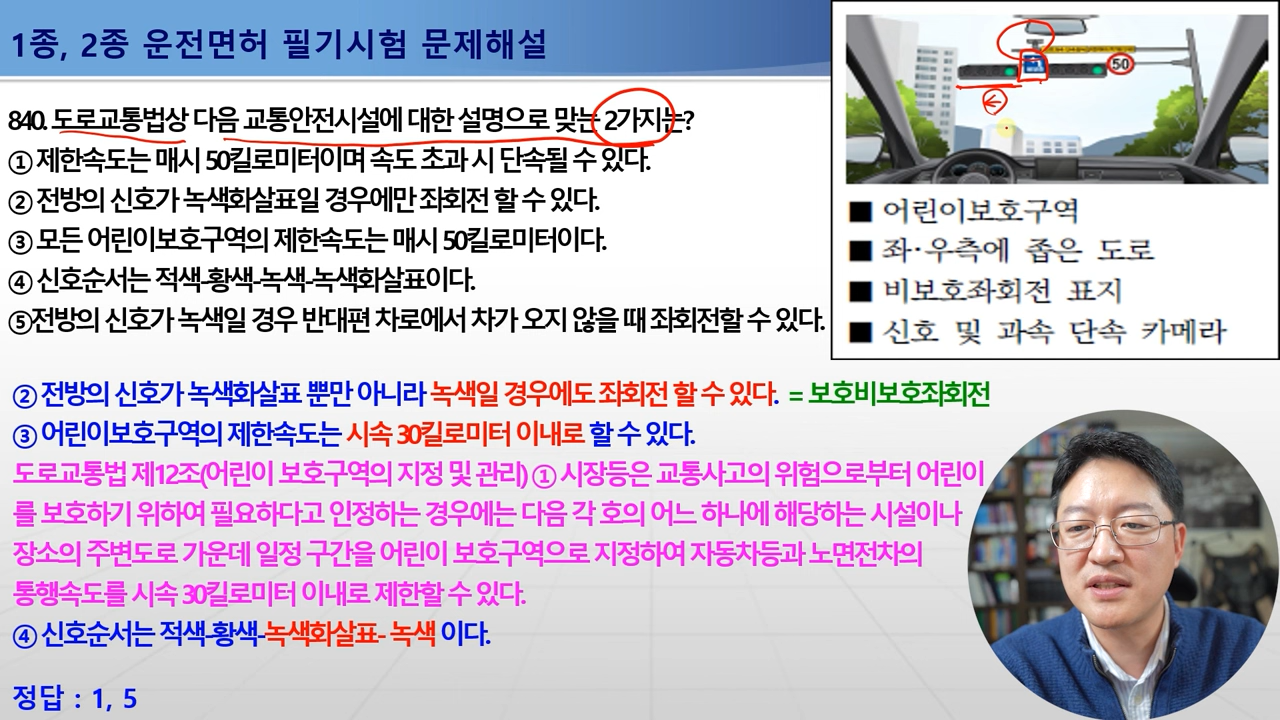 1종, 2종 운전면허 필기시험 문제해설
840. 도로교통법상 다음 교통안전시설에 대한 설명으로 맞는 2가지는?
① 제한속도는 매시 50킬로미터이며 속도 초과 시 단속될 수 있다.
② 전방의 신호가 녹색화살표일 경우에만 좌회전 할 수 있다.
③ 모든 어린이보호구역의 제한속도는 매시 50킬로미터이다.
④ 신호순서는 적색-황색-녹색-녹색화살표이다.
⑤전방의 신호가 녹색일 경우 반대편 차로에서 차가 오지 않을 때 좌회전할 수 있다.
50
■ 어린이보호구역
■ 좌·우측에 좁은 도로
■ 비보호좌회전 표지
■ 신호 및 과속 단속 카메라
② 전방의 신호가 녹색화살표 뿐만 아니라 녹색일 경우에도 좌회전 할 수 있다. = 보호비보호좌회전
③ 어린이보호구역의 제한속도는 시속 30킬로미터 이내로 할 수 있다.
도로교통법 제12조(어린이 보호구역의 지정 및 관리) ① 시장등은 교통사고의 위험으로부터 어린이
를 보호하기 위하여 필요하다고 인정하는 경우에는 다음 각 호의 어느 하나에 해당하는 시설이나
장소의 주변도로 가운데 일정 구간을 어린이 보호구역으로 지정하여 자동차등과 노면전차의
통행속도를 시속 30킬로미터 이내로 제한할 수 있다.
④ 신호순서는 적색-황색-녹색화살표- 녹색 이다.
정답 : 1, 5